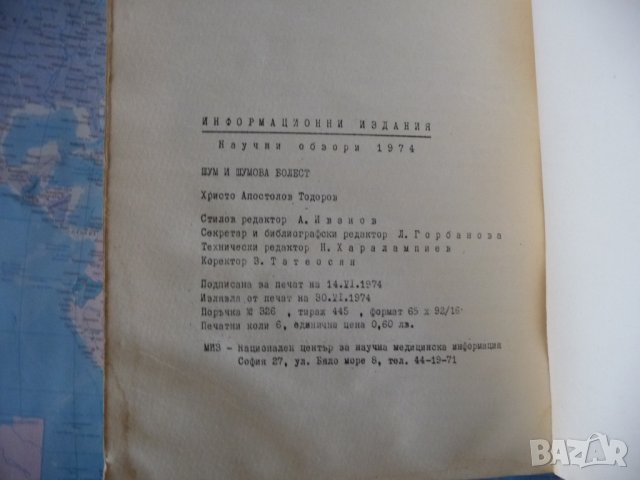 ИНФОРМАЦИОННИ ИЗДАНИЯ
Научни обзори 1974
ШУМ И ШУМОВА БОЛЕСТ
Христо Апостолов Тодоров
Стилов редактор А. Иванов
Секретар и библиографски редактор Л. Горбанова
Технически редактор Н. Харалампиев
Коректор З. Татеосян
Подписана за печат на 14.XI.1974
Излязла от печат на 30.XI.1974
Поръчка № 326, тираж 445, формат 65 x 92/16
Печатни коли 6, единична цена 0,60 лв.
МИЗ - Национален център за научна медицинска информация
София 27, ул. Бяло море 8, тел. 44-19-71
BAZAR